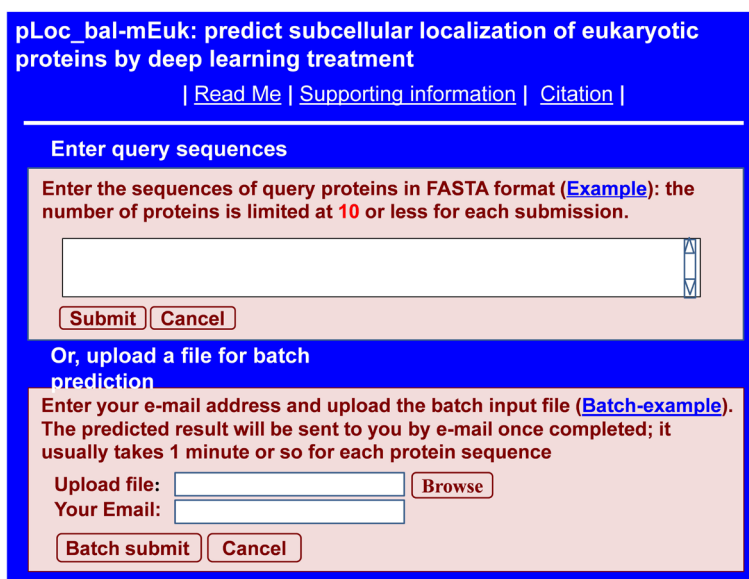 pLoc_bal-mEuk: predict subcellular localization of eukaryotic
proteins by deep learning treatment
| Read Me | Supporting information | Citation |
Enter query sequences
Enter the sequences of query proteins in FASTA format (Example): the
number of proteins is limited at 10 or less for each submission.
Submit Cancel
Or, upload a file for batch
prediction
Enter your e-mail address and upload the batch input file (Batch-example).
The predicted result will be sent to you by e-mail once completed; it
usually takes 1 minute or so for each protein sequence
Upload file: Browse
Your Email:
Batch submit Cancel